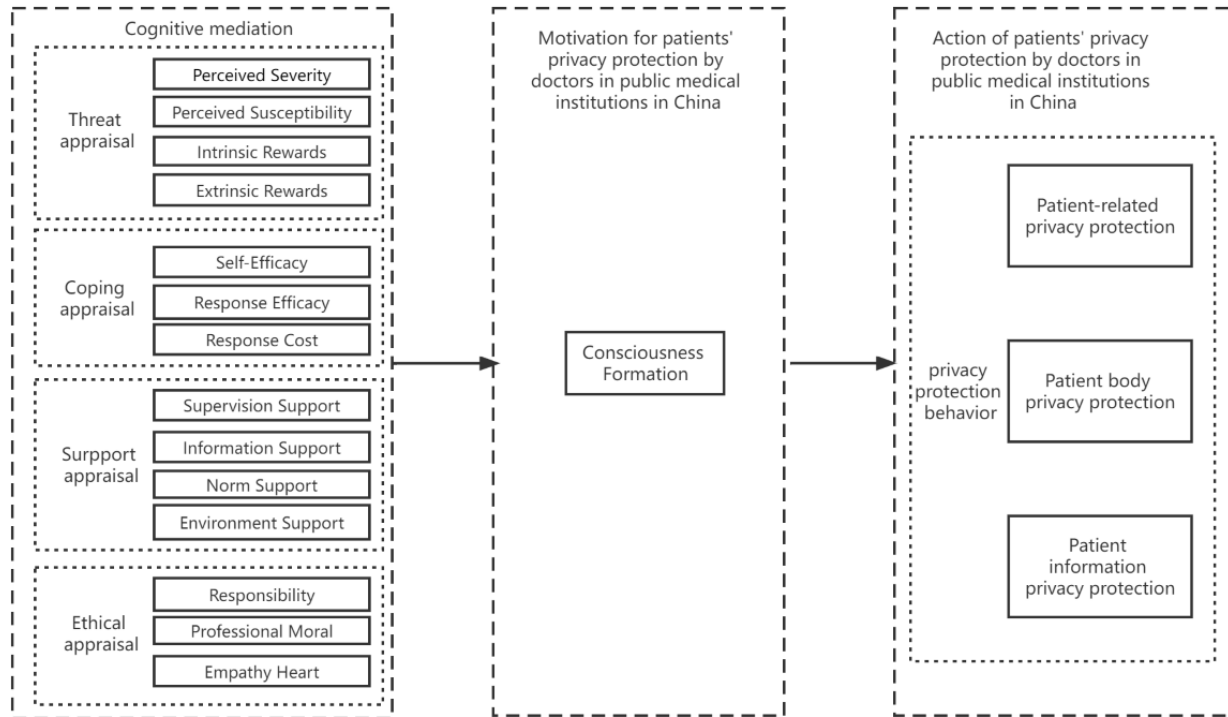 Cognitive mediation
Threat
appraisal
Perceived Severity
Perceived Susceptibility
Intrinsic Rewards
Extrinsic Rewards
Coping
appraisal
Self-Efficacy
Response Efficacy
Response Cost
Surpport
appraisal
Supervision Support
Information Support
Norm Support
Environment Support
Ethical
appraisal
Responsibility
Professional Moral
Empathy Heart
Motivation for patients'
privacy protection by
doctors in public medical
institutions in China
Consciousness
Formation
Action of patients' privacy
protection by doctors in
public medical institutions
in China
privacy
protection
behavior
Patient-related
privacy protection
Patient body
privacy protection
Patient
information
privacy protection